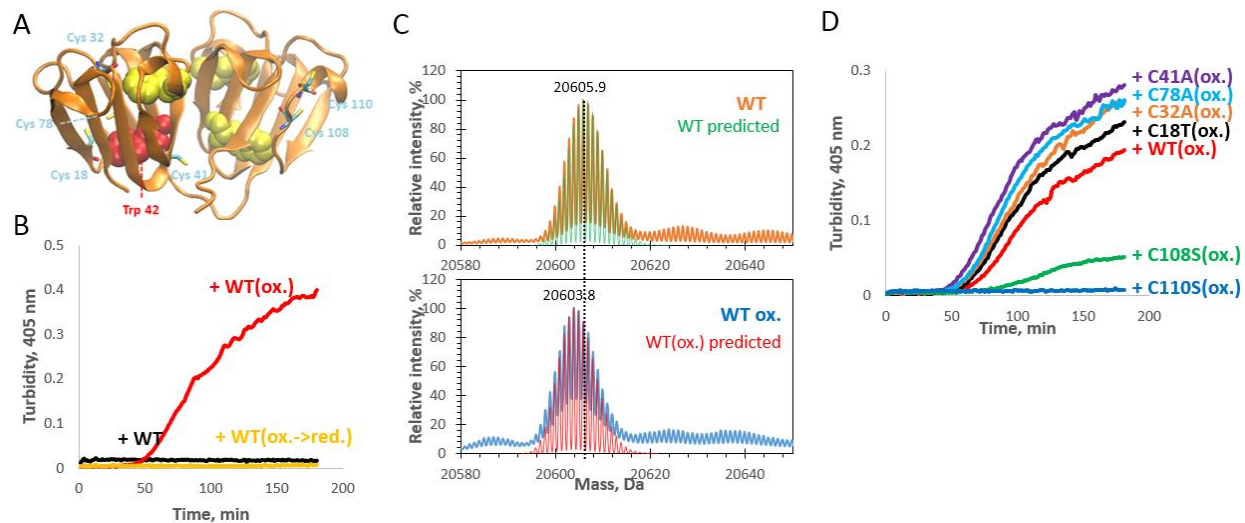 A
Cys 32
Cys 78
Cys 18
Cys 41
Trp 42
Cys 110
Cys 108
B
Turbidity, 405 nm
0.5
0.4
0.3
0.2
0.1
0
+ WT(ox.)
+ WT
+ WT(ox.->red.)
0
50
100
150
200
Time, min
C
Relative intensity, %
120
100
80
60
40
20
0
20605.9
WT
WT predicted
20580
20600
20620
20640
Relative intensity, %
120
100
80
60
40
20
0
20603.8
WT ox.
WT(ox.) predicted
20580
20600
20620
20640
Mass, Da
D
Turbidity, 405 nm
0.3
0.2
0.1
0
+ C41A(ox.)
+ C78A(ox.)
+ C32A(ox.)
+ C18T(ox.)
+ WT(ox.)
+ C108S(ox.)
+ C110S(ox.)
0
50
100
150
200
Time, min